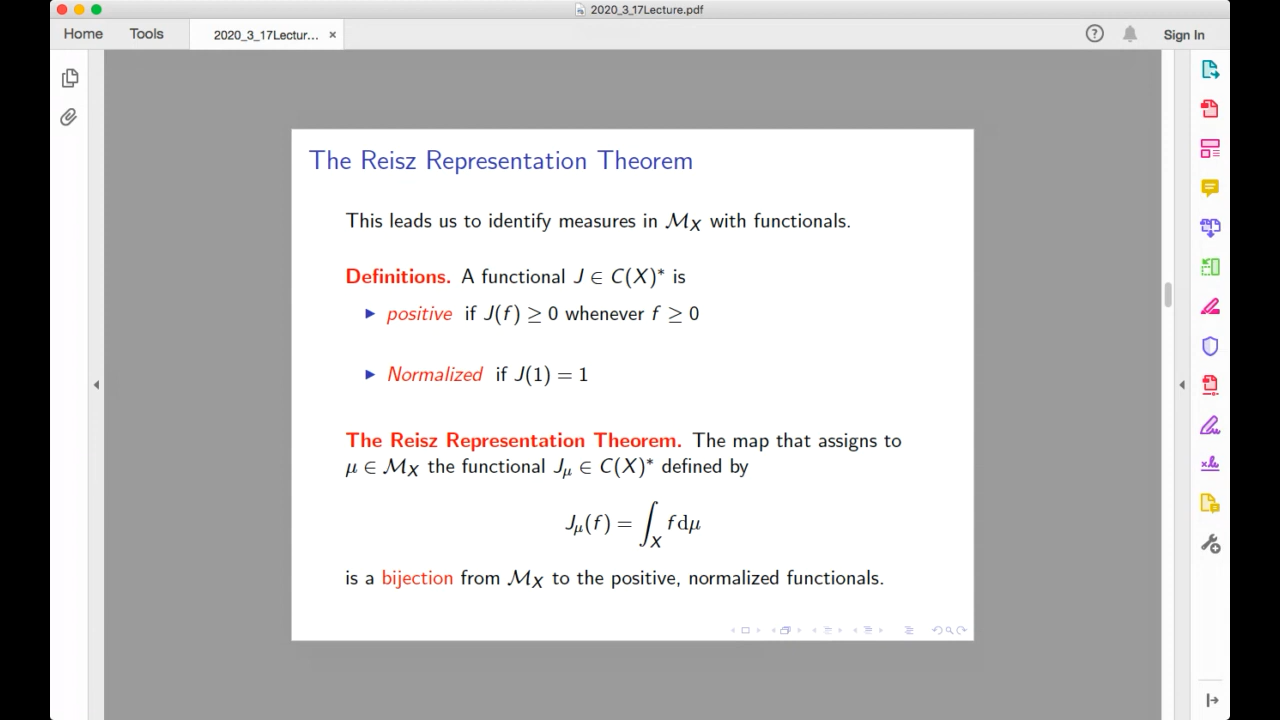 2020_3_17Lecture.pdf
Home Tools 2020_3_17Lectur... × ? Sign In
The Reisz Representation Theorem
This leads us to identify measures in ℳ_X with functionals.
Definitions. A functional J ∈ C(X)* is
▶ positive if J(f) ≥ 0 whenever f ≥ 0
▶ Normalized if J(1) = 1
The Reisz Representation Theorem. The map that assigns to
μ ∈ ℳ_X the functional J_μ ∈ C(X)* defined by
J_μ(f) = ∫_X f dμ
is a bijection from ℳ_X to the positive, normalized functionals.